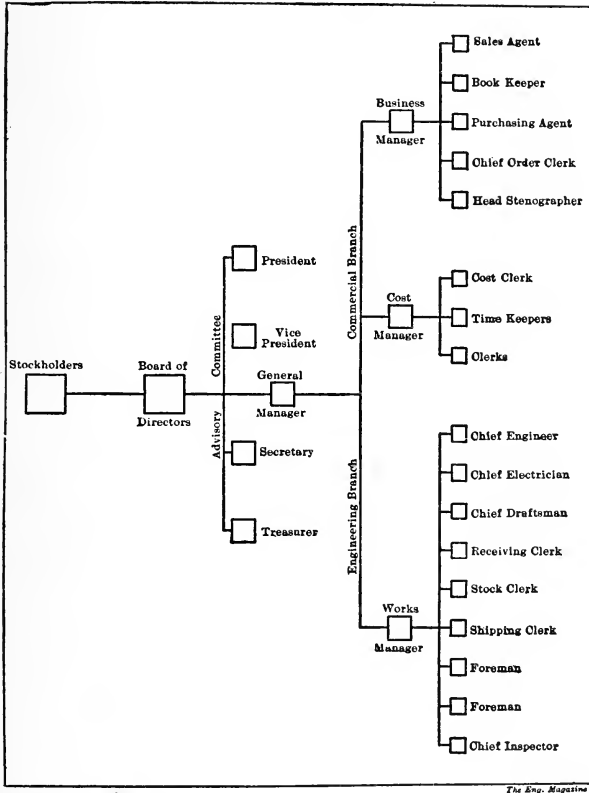 Stockholders
Board of
Directors
Advisory Committee
President
Vice
President
General
Manager
Secretary
Treasurer
Commercial Branch
Engineering Branch
Business
Manager
Sales Agent
Book Keeper
Purchasing Agent
Chief Order Clerk
Head Stenographer
Cost
Manager
Cost Clerk
Time Keepers
Clerks
Works
Manager
Chief Engineer
Chief Electrician
Chief Draftsman
Receiving Clerk
Stock Clerk
Shipping Clerk
Foreman
Foreman
Chief Inspector
The Eng. Magazine